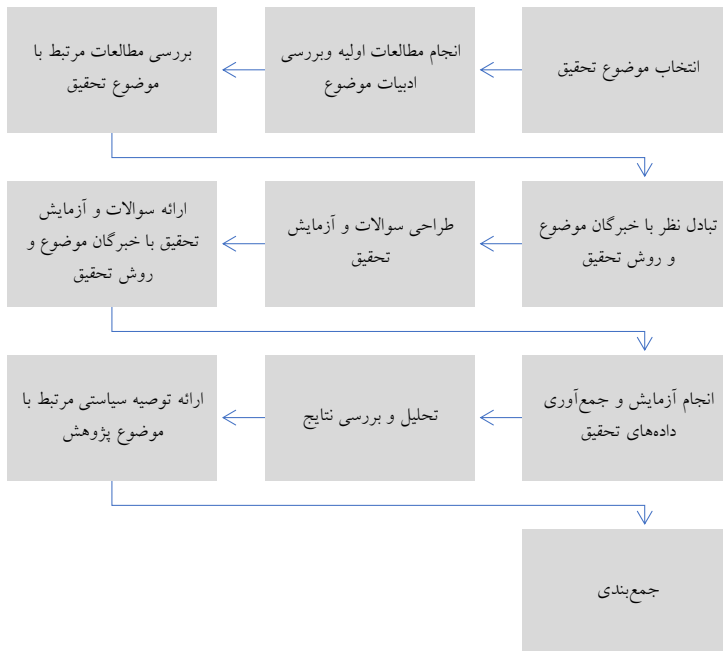 انتخاب موضوع تحقیق
انجام مطالعات اولیه وبررسی
ادبیات موضوع
بررسی مطالعات مرتبط با
موضوع تحقیق
تبادل نظر با خبرگان موضوع
و روش تحقیق
طراحی سوالات و آزمایش
تحقیق
ارائه سوالات و آزمایش
تحقیق با خبرگان موضوع و
روش تحقیق
انجام آزمایش و جمع‌آوری
داده‌های تحقیق
تحلیل و بررسی نتایج
ارائه توصیه سیاستی مرتبط با
موضوع پژوهش
جمع‌بندی